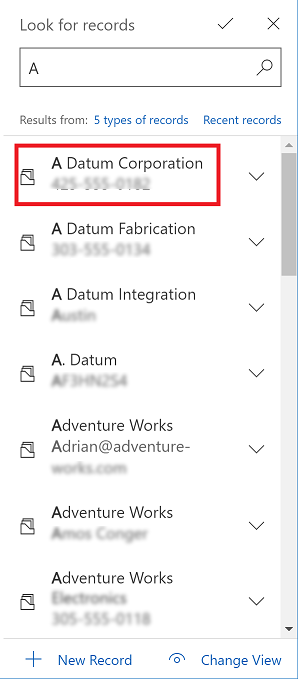 Look for records
A
Results from: 5 types of records Recent records
A Datum Corporation
425-555-0182
A Datum Fabrication
303-555-0134
A Datum Integration
Austin
A. Datum
AF3HN2S4
Adventure Works
Adrian@adventure-
works.com
Adventure Works
Amos Conger
Adventure Works
Electronics
305-555-0118
New Record Change View